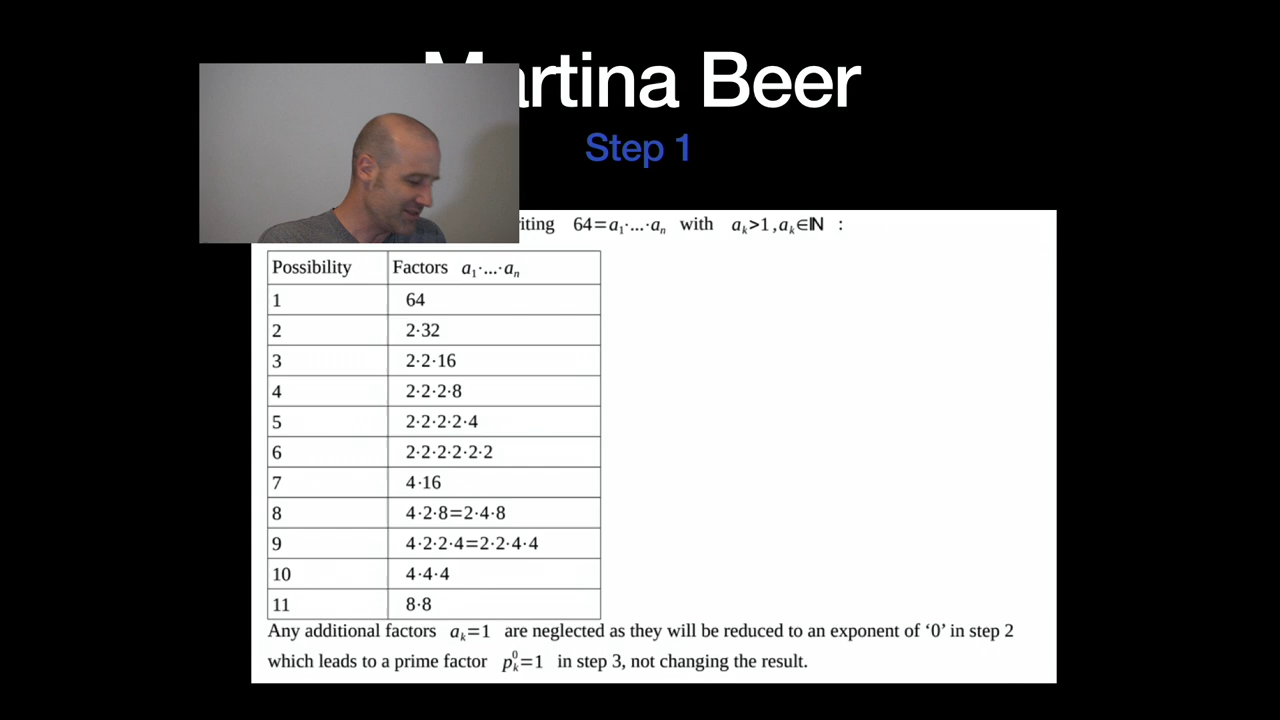 artina Beer
Step 1
64=a₁·...·aₙ with aₖ>1,aₖ∈ℕ :
Possibility Factors a₁·...·aₙ
1 64
2 2·32
3 2·2·16
4 2·2·2·8
5 2·2·2·2·4
6 2·2·2·2·2·2
7 4·16
8 4·2·8=2·4·8
9 4·2·2·4=2·2·4·4
10 4·4·4
11 8·8
Any additional factors aₖ=1 are neglected as they will be reduced to an exponent of ‘0’ in step 2
which leads to a prime factor pₖ⁰=1 in step 3, not changing the result.